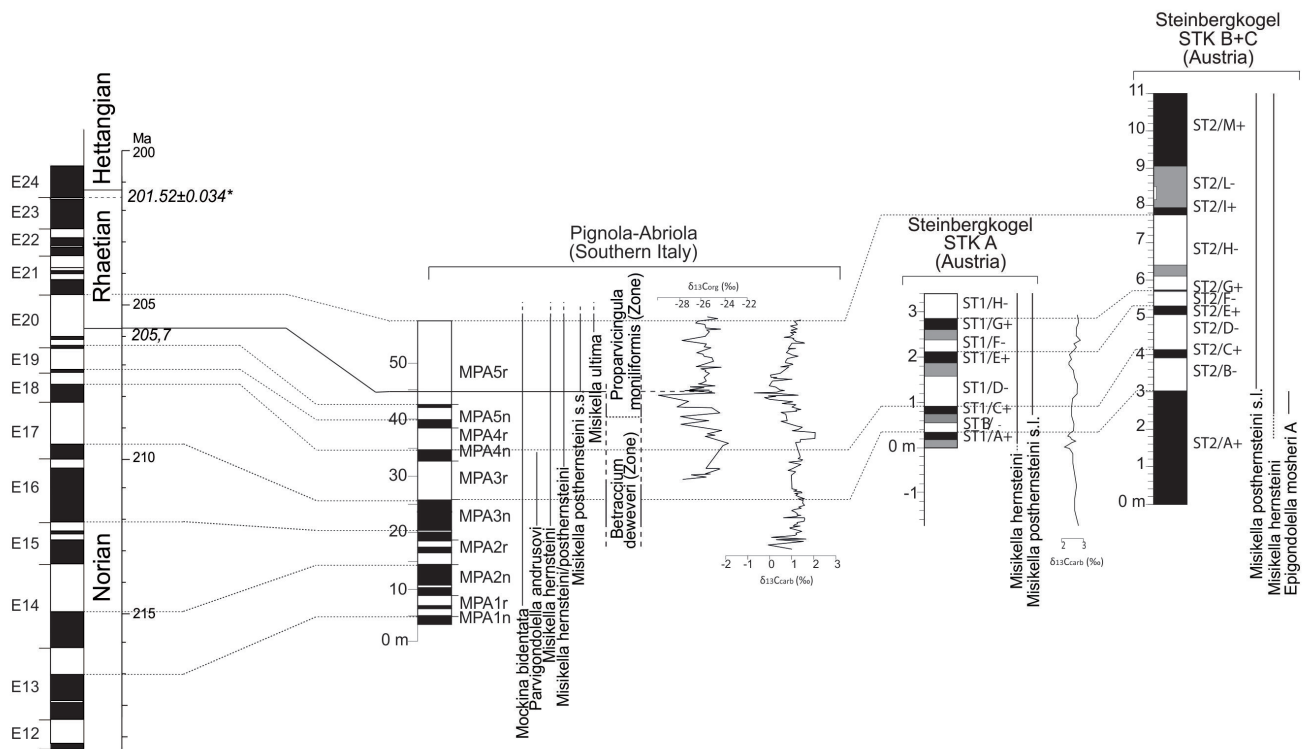 Steinbergkogel
STK B+C
(Austria)
Steinbergkogel
STK A
(Austria)
Pignola-Abriola
(Southern Italy)
Hettangian
Rhaetian
Norian
Ma
200
201.52±0.034*
205
205,7
210
215
E24
E23
E22
E21
E20
E19
E18
E17
E16
E15
E14
E13
E12
50
40
30
20
10
0 m
MPA5r
MPA5n
MPA4r
MPA4n
MPA3r
MPA3n
MPA2r
MPA2n
MPA1r
MPA1n
Mockina bidentata
Parvigondolella andrusovi
Misikella hernsteini
Misikella hernsteini/posthernsteini
Misikella posthernsteini s.s.
Misikella ultima
Betraccium
deweveri (Zone)
Proparvicingula
moniliformis (Zone)
δ13Corg (‰)
-28 -26 -24 -22
-2 -1 0 1 2 3
δ13Ccarb (‰)
3
2
1
0 m
-1
ST1/H-
ST1/G+
ST1/F-
ST1/E+
ST1/D-
ST1/C+
ST1/A+
Misikella hernsteini
Misikella posthernsteini s.l.
2 3
δ13Ccarb (‰)
11
10
9
8
7
6
5
4
3
2
1
0 m
ST2/M+
ST2/L-
ST2/I+
ST2/H-
ST2/G+
ST2/F-
ST2/E+
ST2/D-
ST2/C+
ST2/B-
ST2/A+
Misikella posthernsteini s.l.
Misikella hernsteini
Epigondolella mosheri A